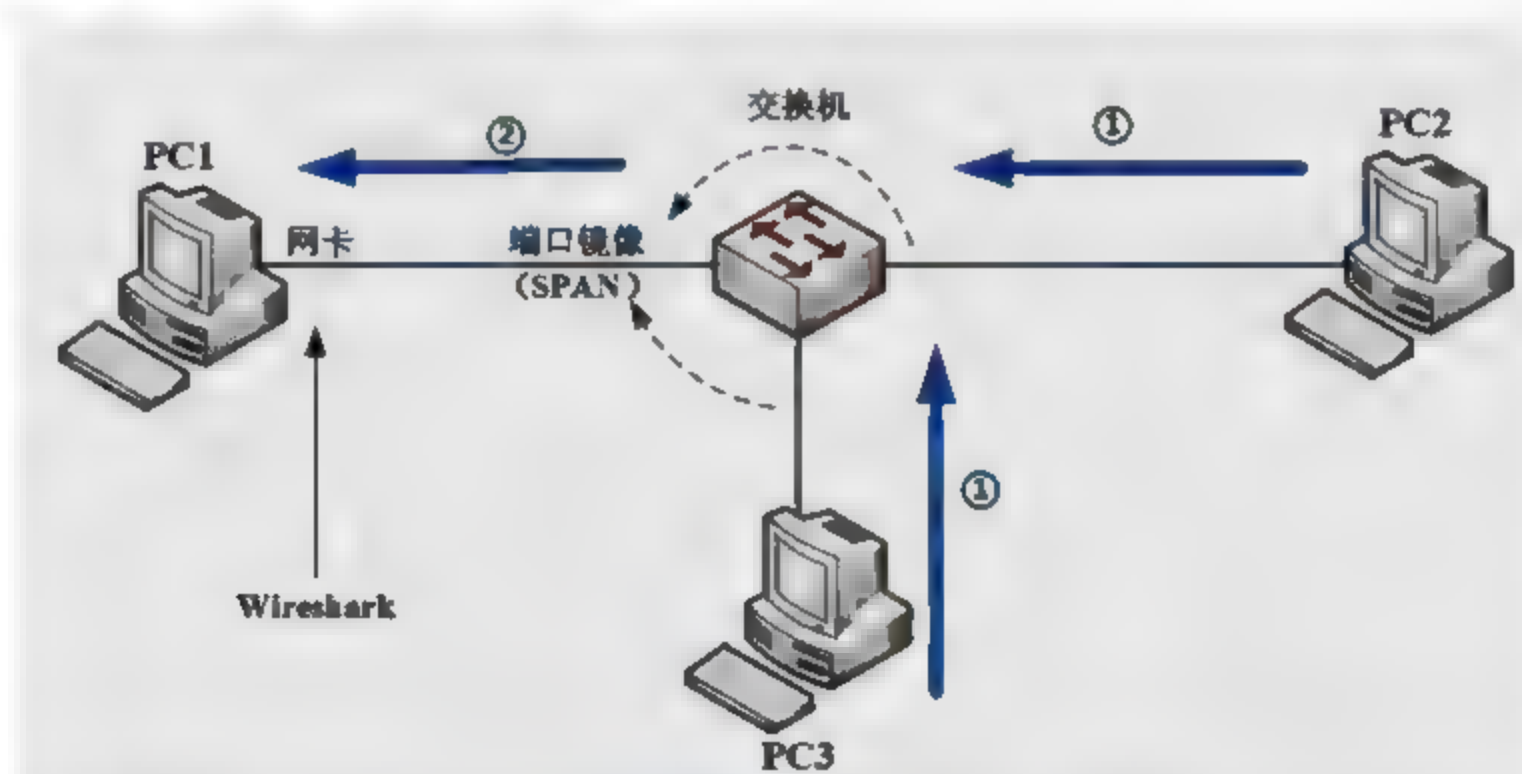 交换机
PC1
②
①
PC2
网卡
端口镜像
（SPAN）
①
Wireshark
PC3